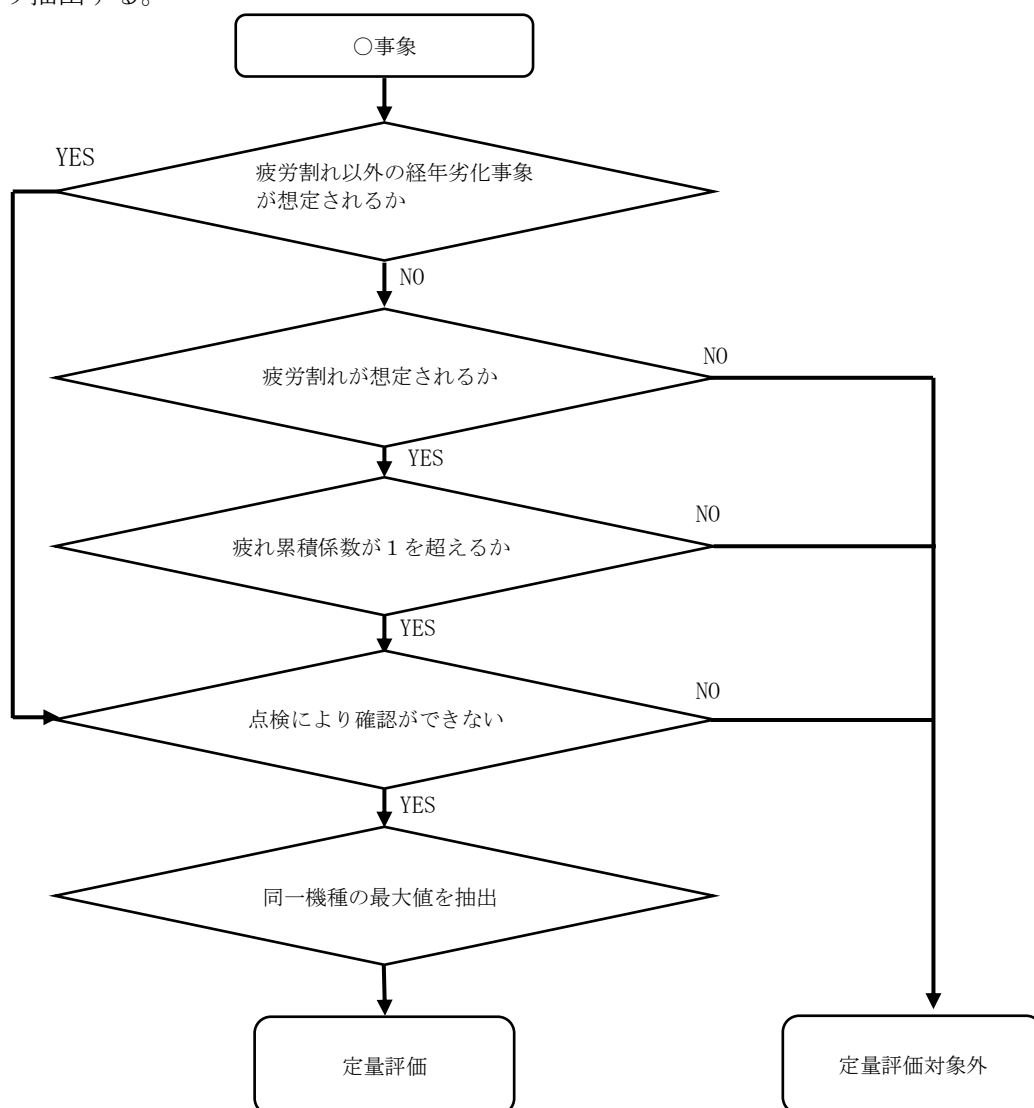 抽出する。
○事象
YES
疲労割れ以外の経年劣化事象
が想定されるか
NO
疲労割れが想定されるか
NO
YES
疲れ累積係数が１を超えるか
NO
YES
点検により確認ができない
NO
YES
同一機種の最大値を抽出
定量評価
定量評価対象外